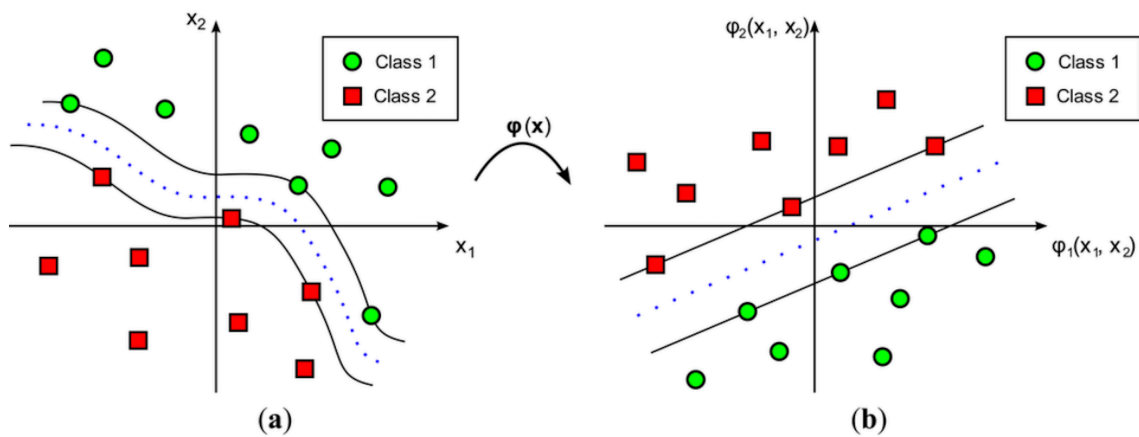 x2
Class 1
Class 2
x1
(a)
φ(x)
φ2(x1, x2)
Class 1
Class 2
φ1(x1, x2)
(b)